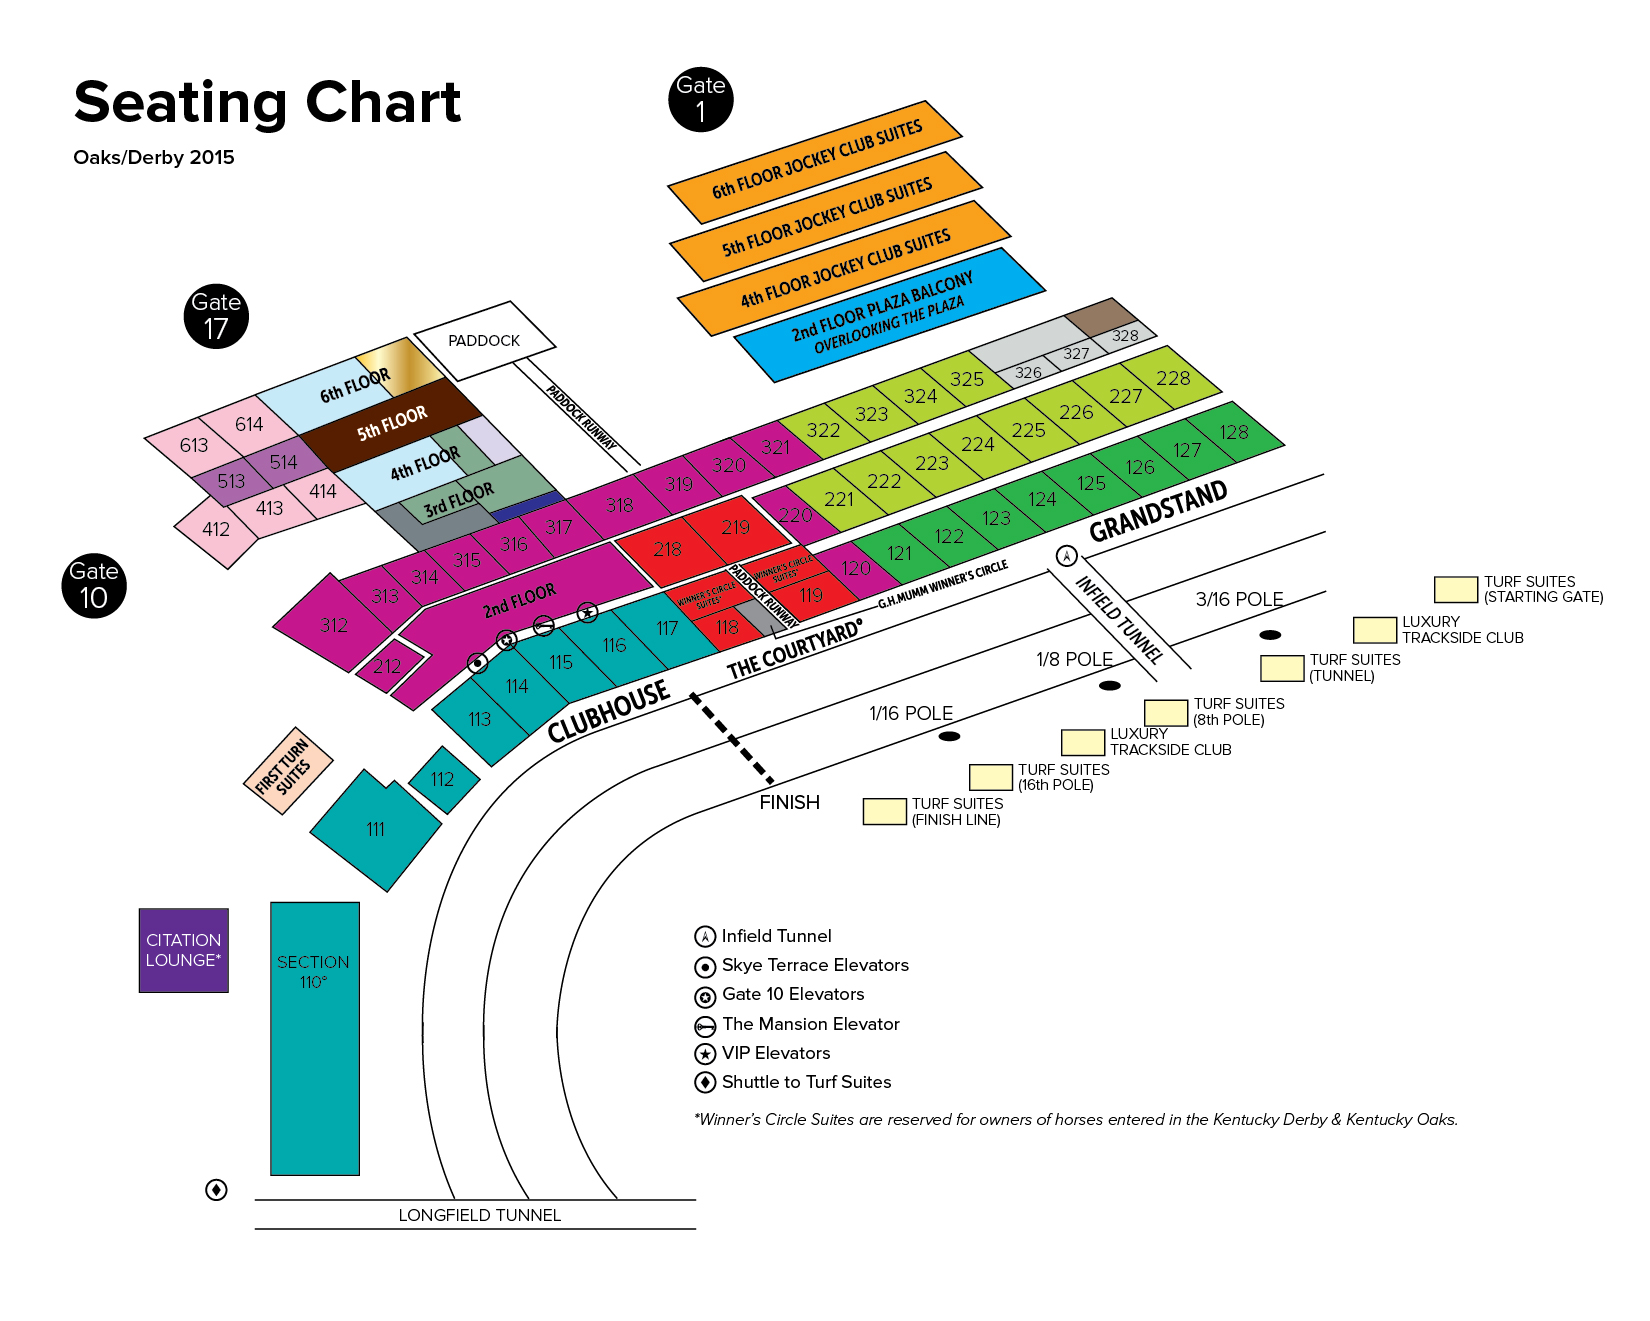 Seating Chart
Oaks/Derby 2015
Gate
1
6th FLOOR JOCKEY CLUB SUITES
5th FLOOR JOCKEY CLUB SUITES
4th FLOOR JOCKEY CLUB SUITES
2nd FLOOR PLAZA BALCONY
OVERLOOKING THE PLAZA
Gate
17
PADDOCK
PADDOCK RUNWAY
6th FLOOR
5th FLOOR
4th FLOOR
3rd FLOOR
613
614
513
514
412
413
414
Gate
10
312
313
314
315
316
317
318
319
320
321
322
323
324
325
326
327
328
212
2nd FLOOR
218
219
220
221
222
223
224
225
226
227
228
WINNER'S CIRCLE
SUITES*
WINNER'S CIRCLE
SUITES*
PADDOCK RUNWAY
111
112
113
114
115
116
117
118
119
120
121
122
123
124
125
126
127
128
FIRST TURN
SUITES
CLUBHOUSE
THE COURTYARD°
G.H.MUMM WINNER'S CIRCLE
GRANDSTAND
INFIELD TUNNEL
3/16 POLE
1/8 POLE
1/16 POLE
FINISH
TURF SUITES
(STARTING GATE)
LUXURY
TRACKSIDE CLUB
TURF SUITES
(TUNNEL)
TURF SUITES
(8th POLE)
LUXURY
TRACKSIDE CLUB
TURF SUITES
(16th POLE)
TURF SUITES
(FINISH LINE)
CITATION
LOUNGE*
SECTION
110°
Infield Tunnel
Skye Terrace Elevators
Gate 10 Elevators
The Mansion Elevator
VIP Elevators
Shuttle to Turf Suites
*Winner's Circle Suites are reserved for owners of horses entered in the Kentucky Derby & Kentucky Oaks.
LONGFIELD TUNNEL